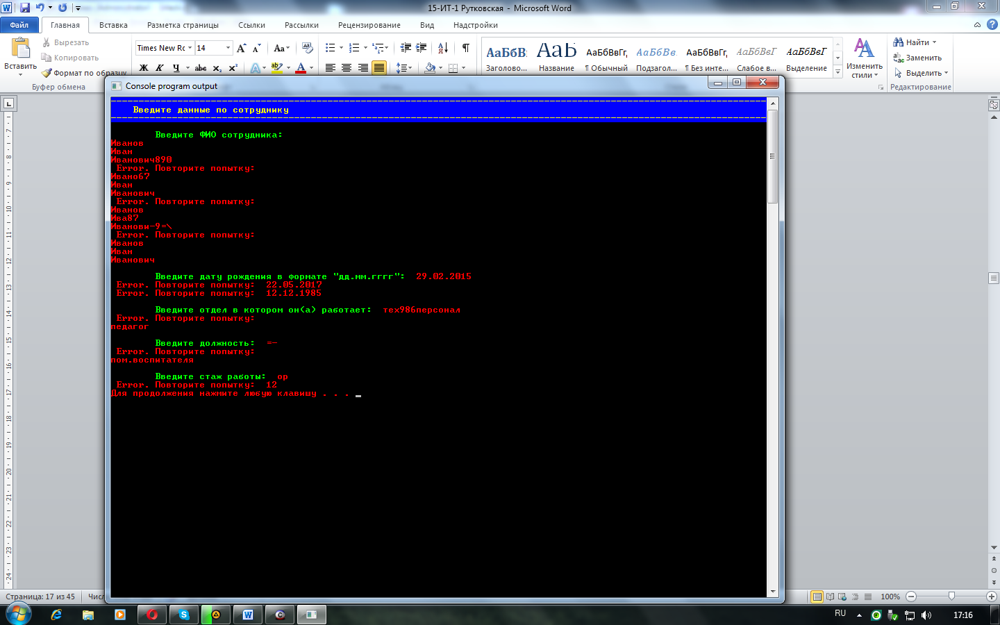 15-ИТ-1 Рутковская - Microsoft Word
Файл Главная Вставка Разметка страницы Ссылки Рассылки Рецензирование Вид Надстройки
Вставить
Вырезать
Копировать
Формат по образцу
Буфер обмена
Times New Rc 14
Ж К Ч abc x₂ x²
АаБбВ: Заголово...
АаЬ Название
АаБбВвГг, ¶ Обычный
АаБбВв. Подзагол...
АаБбВвГг, ¶ Без инте...
АаБбВвГ Слабое в...
АаБбВвГ Выделение
Изменить стили
Найти
Заменить
Выделить
Редактирование
Console program output
Введите данные по сотруднику
Введите ФИО сотрудника:
Иванов
Иван
Иванович890
Error. Повторите попытку:
Ивано67
Иван
Иванович
Error. Повторите попытку:
Иванов
Ива87
Иванови-9=\
Error. Повторите попытку:
Иванов
Иван
Иванович
Введите дату рождения в формате "дд.мм.гггг": 29.02.2015
Error. Повторите попытку: 22.05.2017
Error. Повторите попытку: 12.12.1985
Введите отдел в котором он(а) работает: тех986персонал
Error. Повторите попытку:
педагог
Введите должность: =-
Error. Повторите попытку:
пом.воспитателя
Введите стаж работы: ор
Error. Повторите попытку: 12
Для продолжения нажмите любую клавишу . . .
Страница: 17 из 45 Чис
100%
RU 17:16